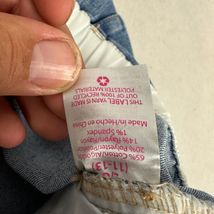 (11-13)
65% Cotton/Algodón
20% Polyester/Poliéster
14% Rayon/Rayón
1% Spandex
Made in/Hecho en China
THIS LABEL YARN IS MADE
OUT OF 100% RECYCLED
POLYESTER MATERIALS